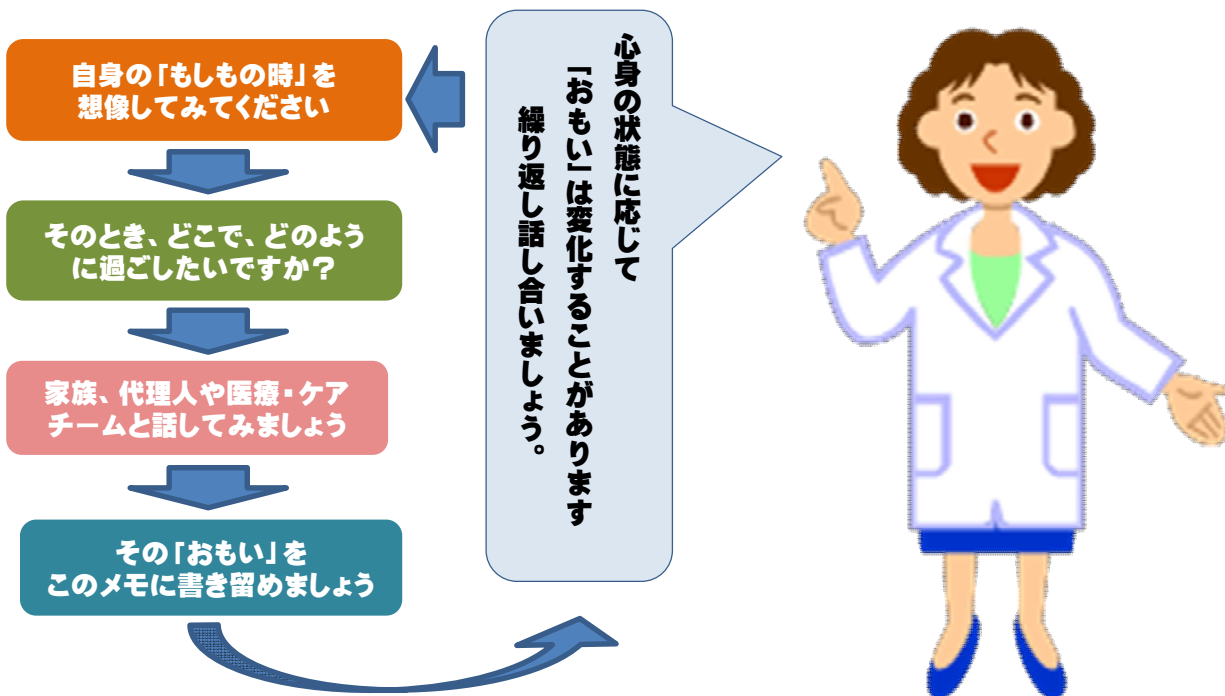 自身の「もしもの時」を
想像してみてください
そのとき、どこで、どのよう
に過ごしたいですか？
家族、代理人や医療・ケア
チームと話してみましょう
その「おもい」を
このメモに書き留めましょう
心身の状態に応じて
「おもい」は変化することがあります
繰り返し話し合いましょう。